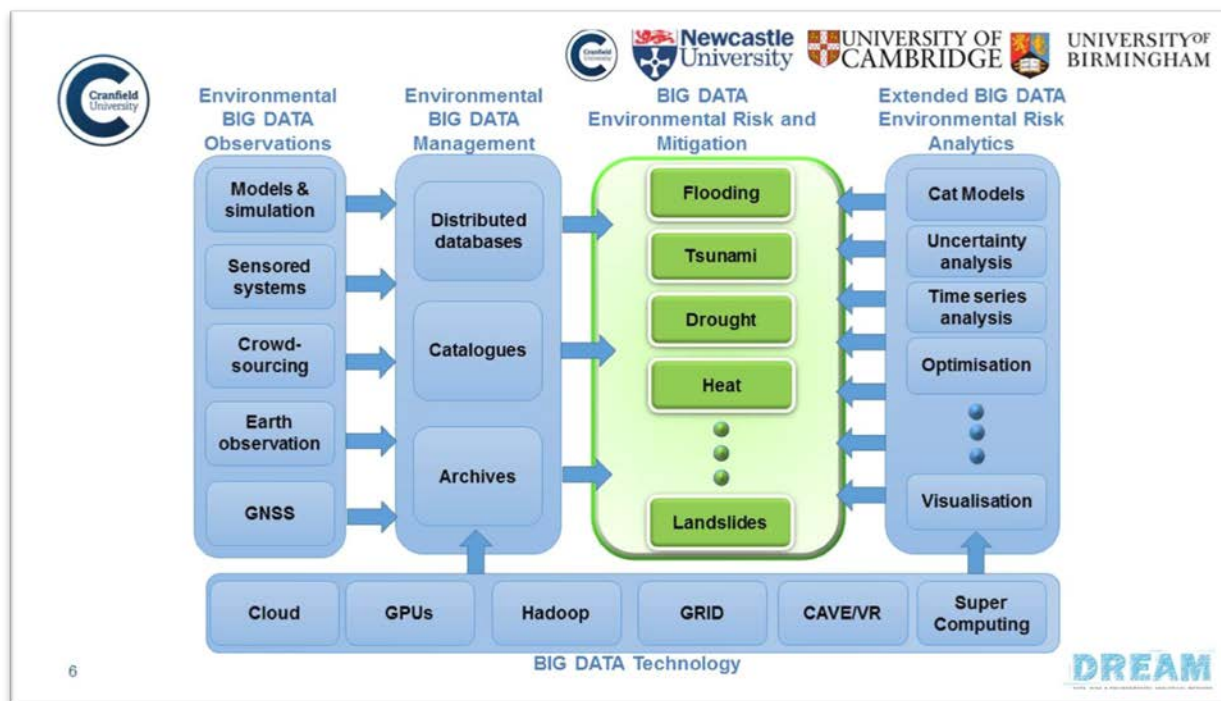 Cranfield
University
Cranfield
University
Newcastle
University
UNIVERSITY OF
CAMBRIDGE
UNIVERSITY OF
BIRMINGHAM
Environmental
BIG DATA
Observations
Models &
simulation
Sensored
systems
Crowd-
sourcing
Earth
observation
GNSS
Environmental
BIG DATA
Management
Distributed
databases
Catalogues
Archives
BIG DATA
Environmental Risk and
Mitigation
Flooding
Tsunami
Drought
Heat
Landslides
Extended BIG DATA
Environmental Risk
Analytics
Cat Models
Uncertainty
analysis
Time series
analysis
Optimisation
Visualisation
Cloud
GPUs
Hadoop
GRID
CAVE/VR
Super
Computing
BIG DATA Technology
6
DREAM